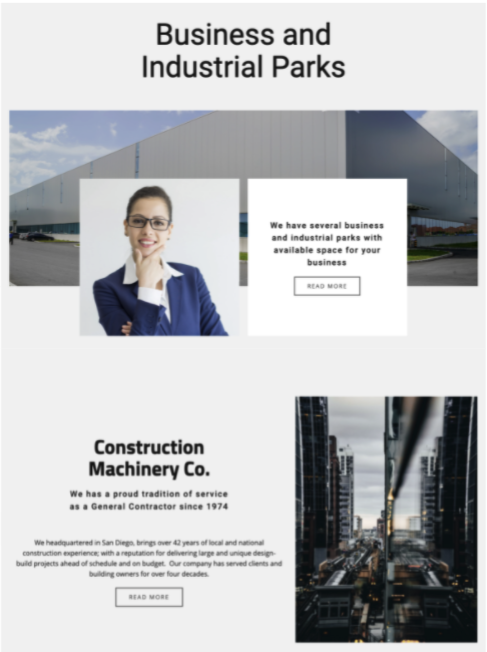 Business and
Industrial Parks
We have several business
and industrial parks with
available space for your
business
READ MORE
Construction
Machinery Co.
We has a proud tradition of service
as a General Contractor since 1974
We headquartered in San Diego, brings over 42 years of local and national
construction experience; with a reputation for delivering large and unique design-
build projects ahead of schedule and on budget. Our company has served clients and
building owners for over four decades.
READ MORE